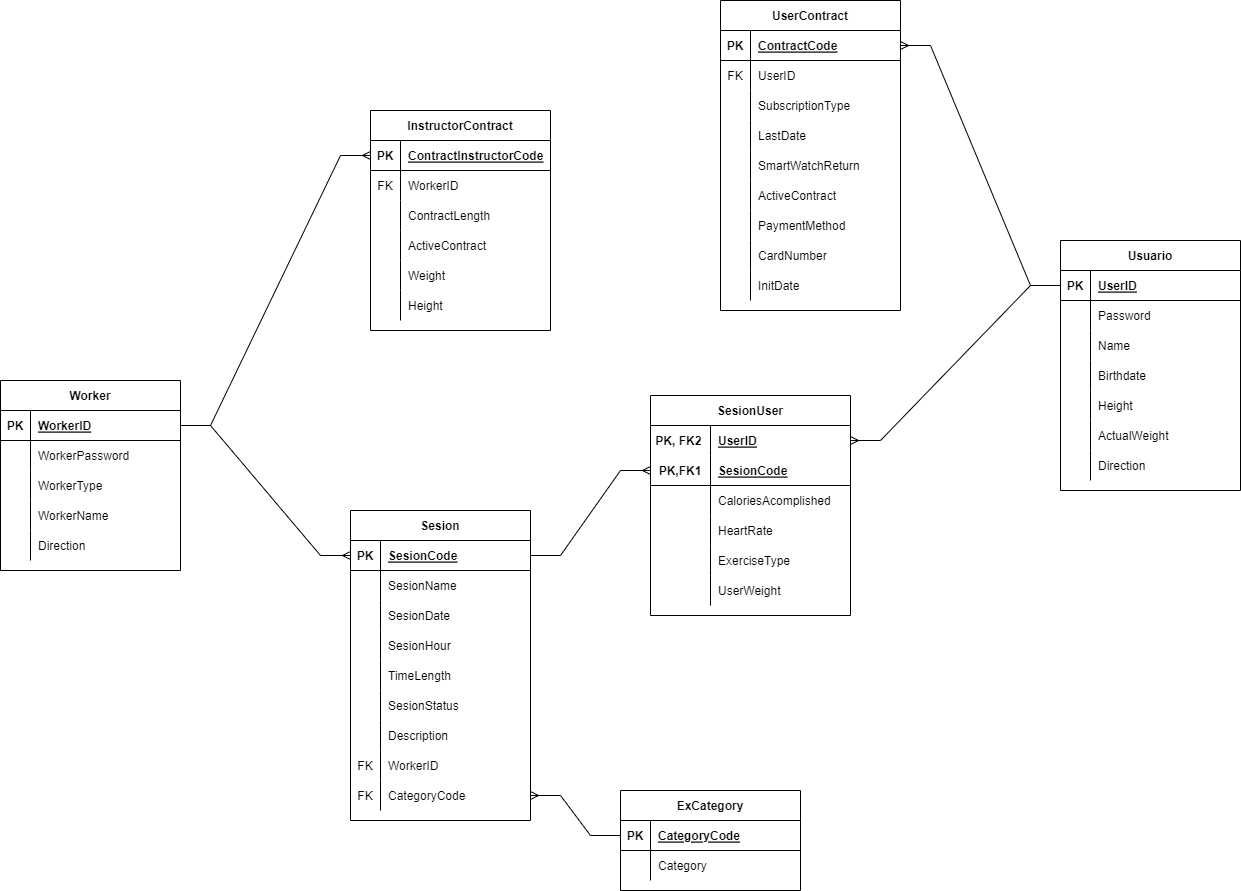 UserContract
PK ContractCode
FK UserID
SubscriptionType
LastDate
SmartWatchReturn
ActiveContract
PaymentMethod
CardNumber
InitDate
InstructorContract
PK ContractInstructorCode
FK WorkerID
ContractLength
ActiveContract
Weight
Height
Usuario
PK UserID
Password
Name
Birthdate
Height
ActualWeight
Direction
Worker
PK WorkerID
WorkerPassword
WorkerType
WorkerName
Direction
SesionUser
PK, FK2 UserID
PK,FK1 SesionCode
CaloriesAcomplished
HeartRate
ExerciseType
UserWeight
Sesion
PK SesionCode
SesionName
SesionDate
SesionHour
TimeLength
SesionStatus
Description
FK WorkerID
FK CategoryCode
ExCategory
PK CategoryCode
Category